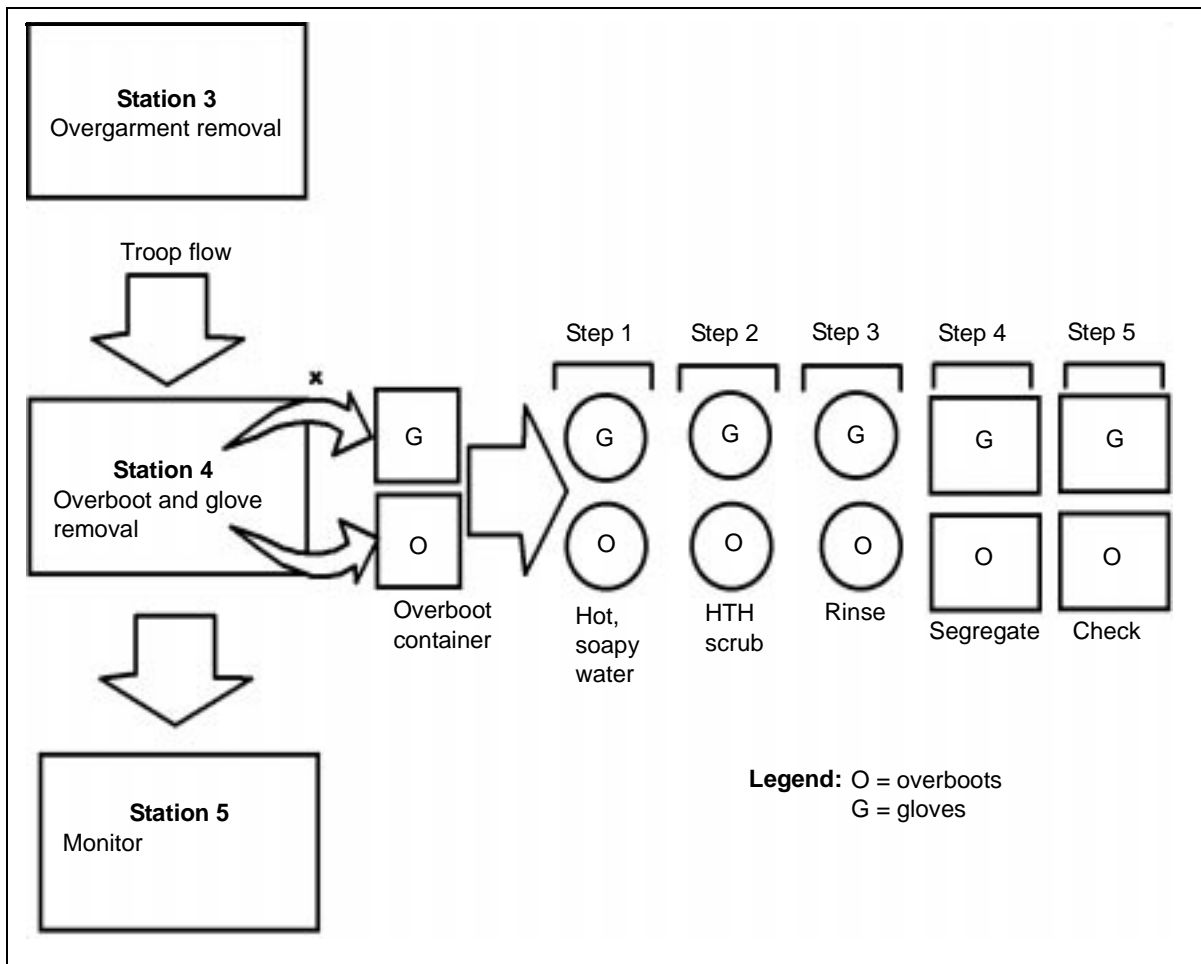 Station 3
Overgarment removal
Troop flow
x
Station 4
Overboot and glove
removal
G
O
Overboot
container
Step 1
Step 2
Step 3
Step 4
Step 5
G
G
G
G
G
O
O
O
O
O
Hot,
soapy
water
HTH
scrub
Rinse
Segregate
Check
Station 5
Monitor
Legend: O = overboots
G = gloves